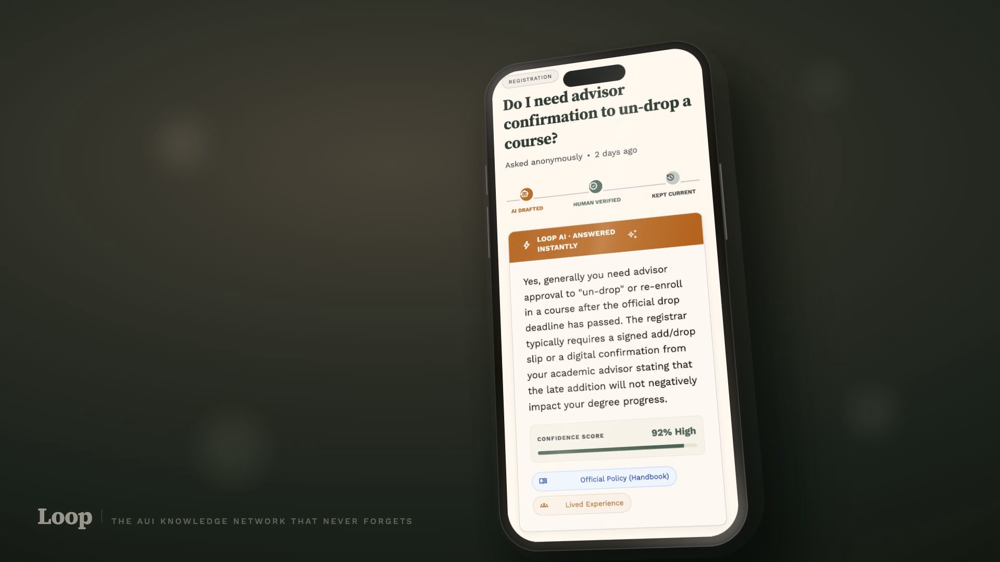 REGISTRATION
Do I need advisor
confirmation to un-drop a
course?
Asked anonymously • 2 days ago
AI DRAFTED
HUMAN VERIFIED
KEPT CURRENT
LOOP AI · ANSWERED
INSTANTLY
Yes, generally you need advisor
approval to "un-drop" or re-enroll
in a course after the official drop
deadline has passed. The registrar
typically requires a signed add/drop
slip or a digital confirmation from
your academic advisor stating that
the late addition will not negatively
impact your degree progress.
CONFIDENCE SCORE
92% High
Official Policy (Handbook)
Lived Experience
Loop
THE AUI KNOWLEDGE NETWORK THAT NEVER FORGETS